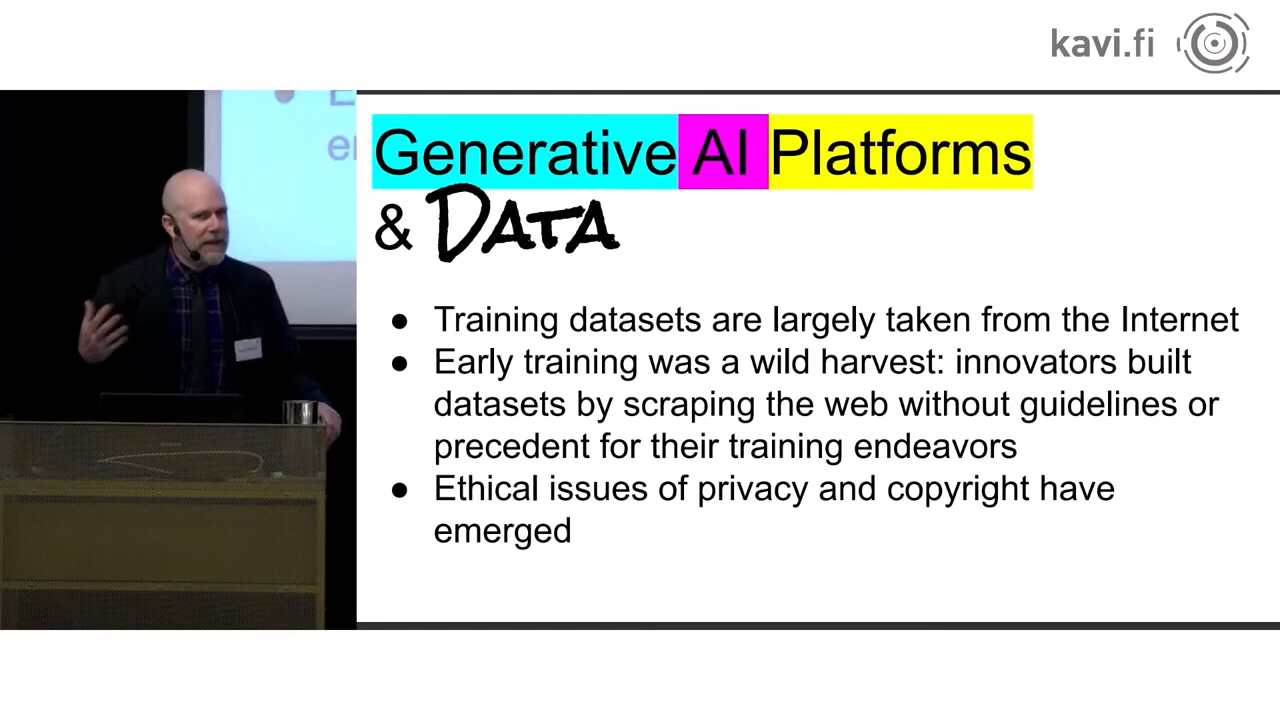 kavi.fi
Generative AI Platforms
& DATA
● Training datasets are largely taken from the Internet
● Early training was a wild harvest: innovators built
datasets by scraping the web without guidelines or
precedent for their training endeavors
● Ethical issues of privacy and copyright have
emerged